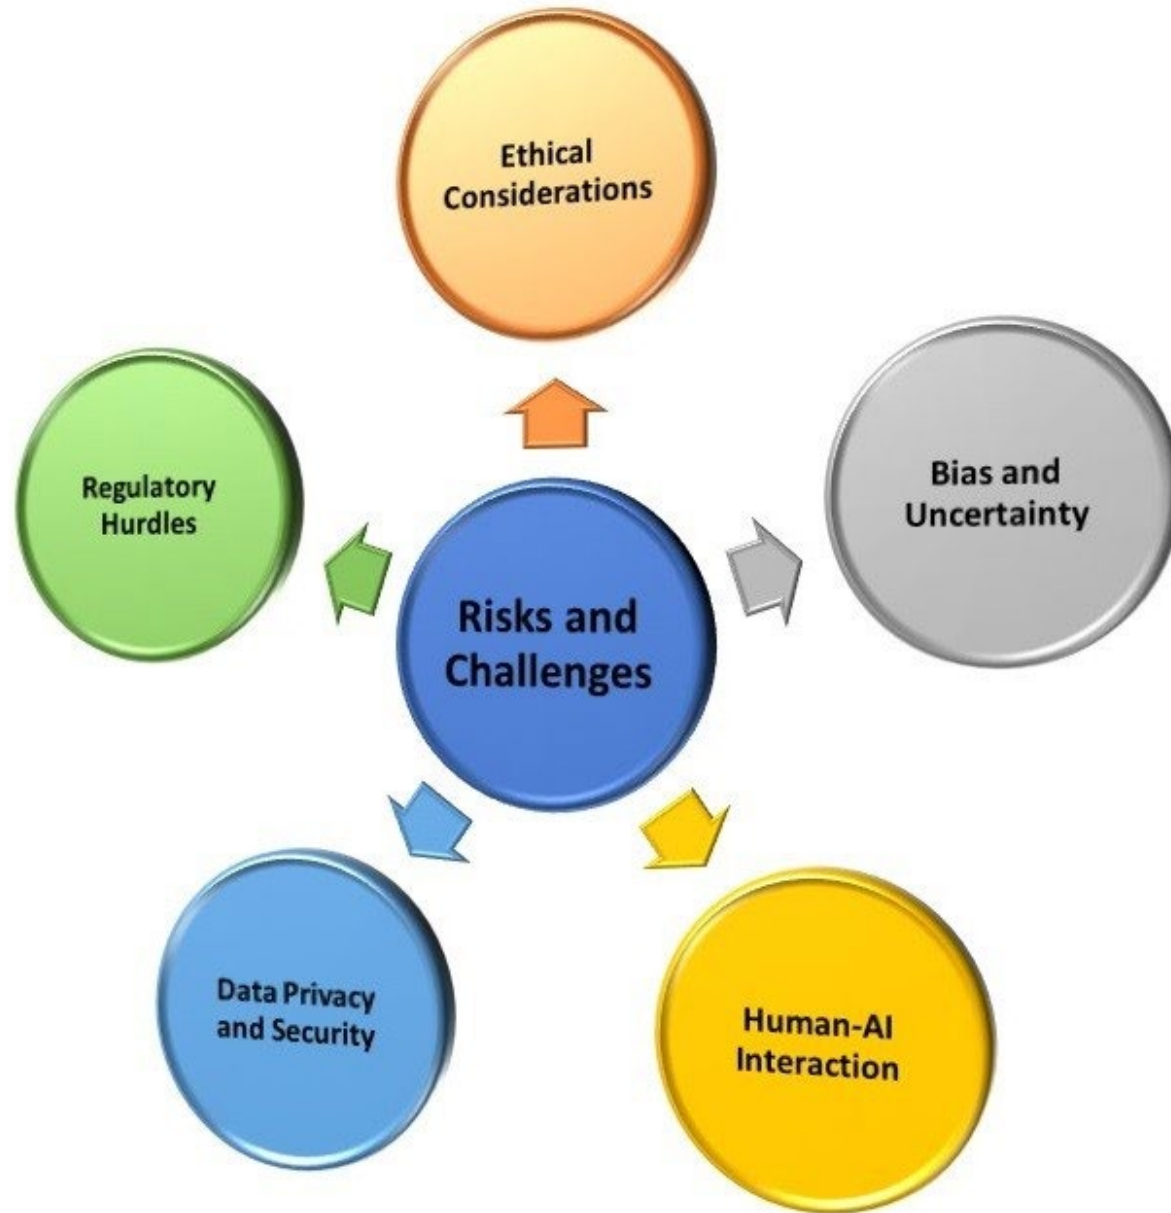 Ethical
Considerations
Bias and
Uncertainty
Regulatory
Hurdles
Risks and
Challenges
Data Privacy
and Security
Human-AI
Interaction